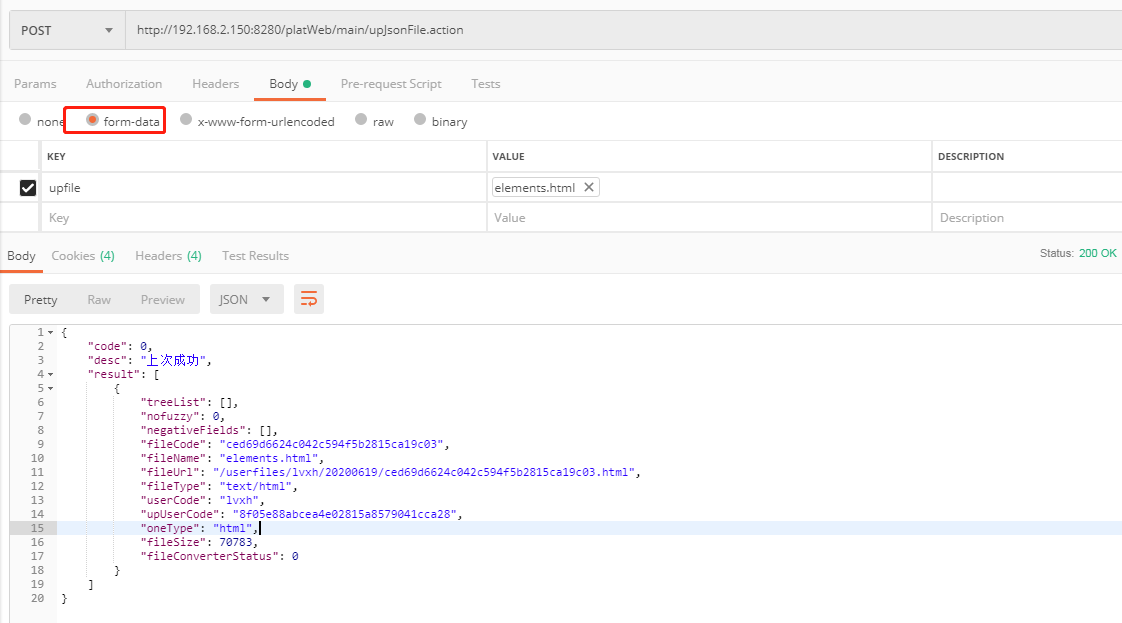 POST http://192.168.2.150:8280/platWeb/main/upJsonFile.action
Params Authorization Headers Body Pre-request Script Tests
none form-data x-www-form-urlencoded raw binary
KEY VALUE DESCRIPTION
upfile elements.html
Key Value Description
Body Cookies (4) Headers (4) Test Results Status: 200 OK
Pretty Raw Preview JSON
1 {
2 "code": 0,
3 "desc": "上次成功",
4 "result": [
5 {
6 "treeList": [],
7 "nofuzzy": 0,
8 "negativeFields": [],
9 "fileCode": "ced69d6624c042c594f5b2815ca19c03",
10 "fileName": "elements.html",
11 "fileUrl": "/userfiles/lvxh/20200619/ced69d6624c042c594f5b2815ca19c03.html",
12 "fileType": "text/html",
13 "userCode": "lvxh",
14 "upUserCode": "8f05e88abcea4e02815a8579041cca28",
15 "oneType": "html",
16 "fileSize": 70783,
17 "fileConverterStatus": 0
18 }
19 ]
20 }